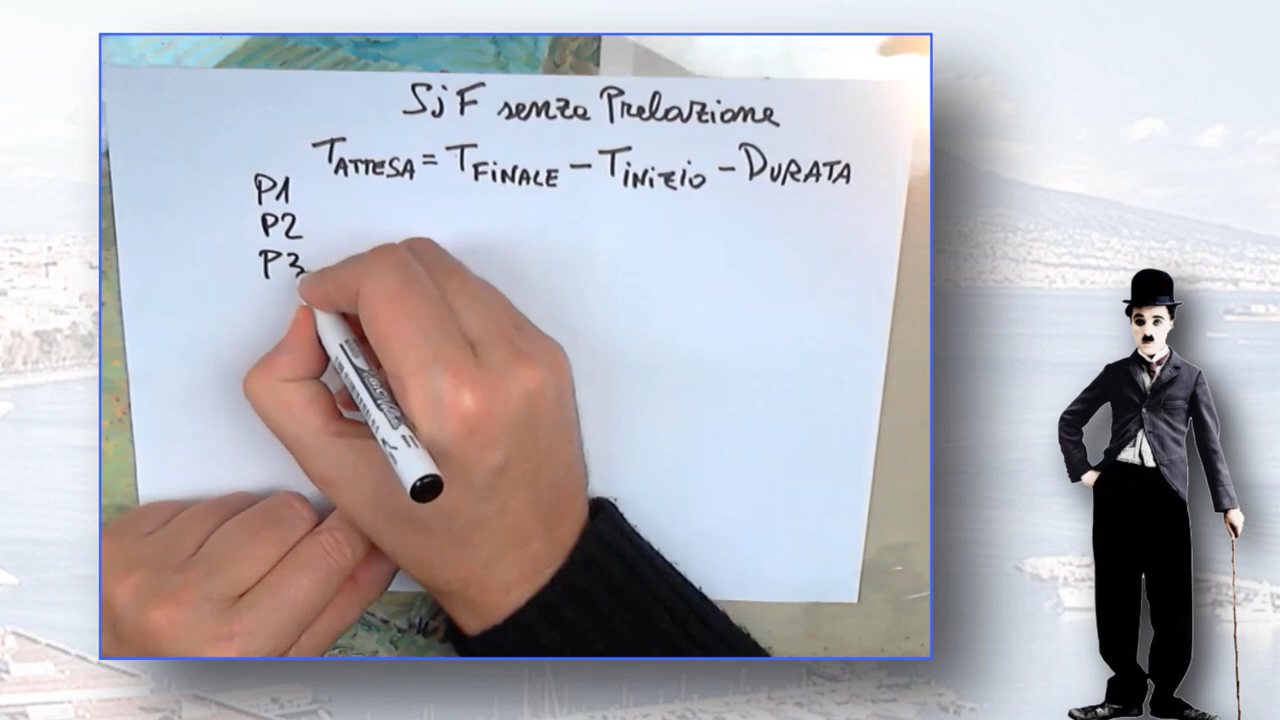 SJF senza Prelazione
TATTESA = TFINALE - TINIZIO - DURATA
P1
P2
P3